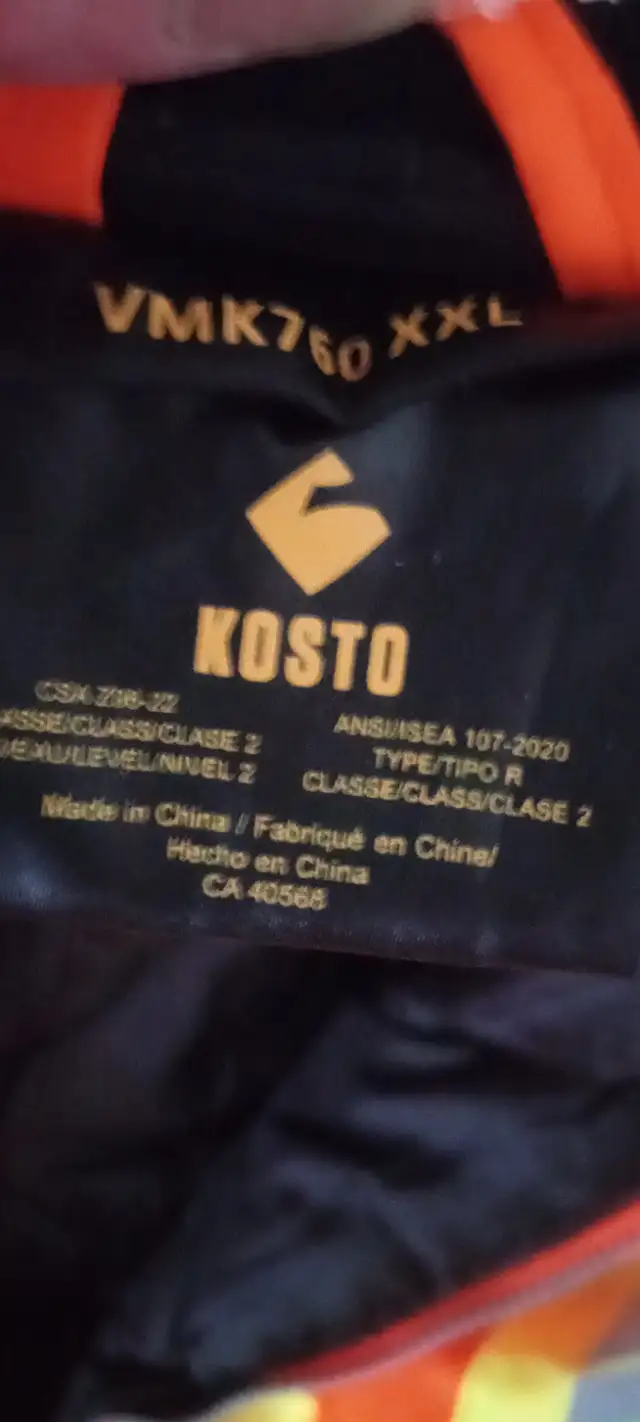 VMK760 XXL
KOSTO
CSA Z96-22
ASSE/CLASS/CLASE 2
EAU/LEVEL/NIVEL 2
ANSI/ISEA 107-2020
TYPE/TIPO R
CLASSE/CLASS/CLASE 2
Made in China / Fabriqué en Chine/
Hecho en China
CA 40568